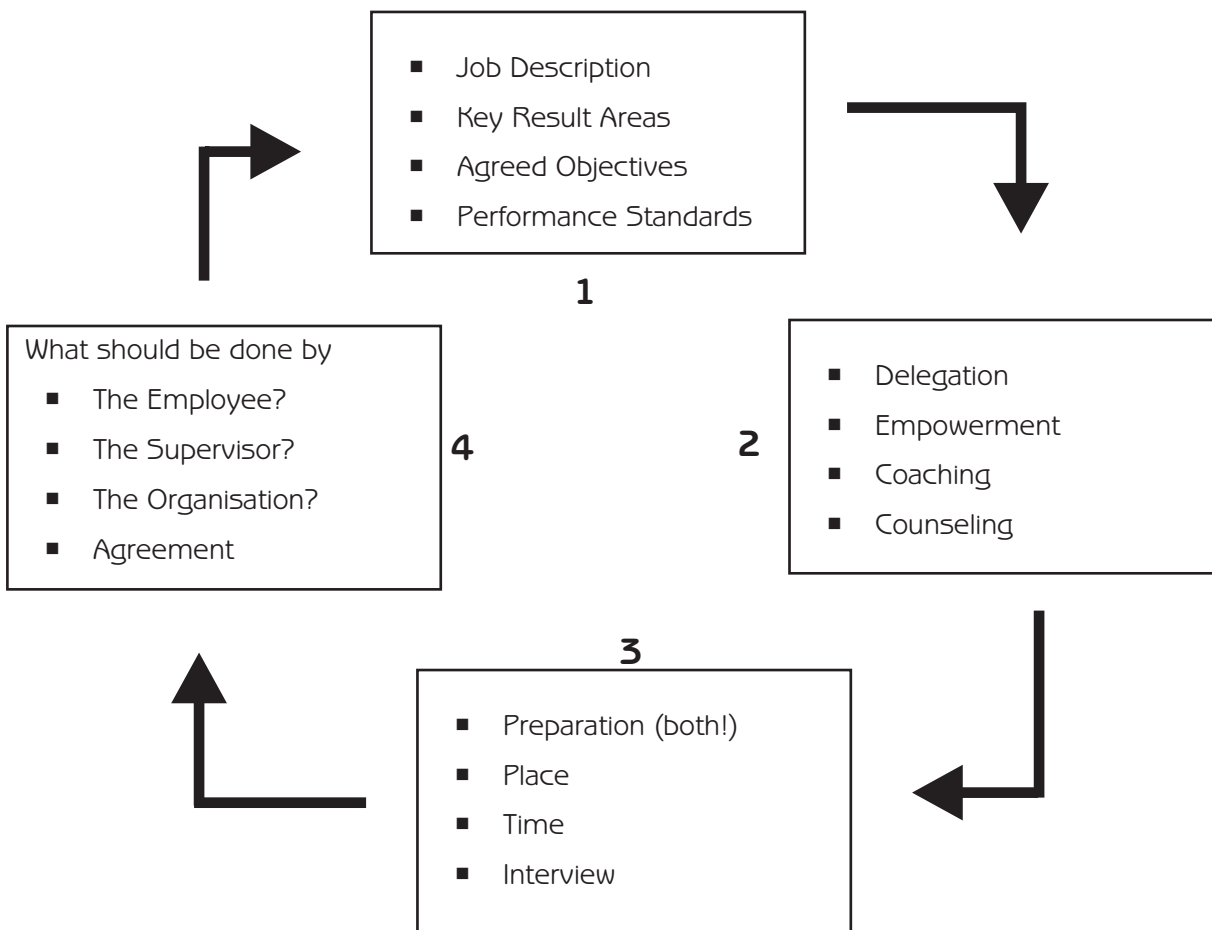 ■ Job Description
■ Key Result Areas
■ Agreed Objectives
■ Performance Standards
1
■ Delegation
■ Empowerment
■ Coaching
■ Counseling
2
3
■ Preparation (both!)
■ Place
■ Time
■ Interview
What should be done by
■ The Employee?
■ The Supervisor?
■ The Organisation?
■ Agreement
4